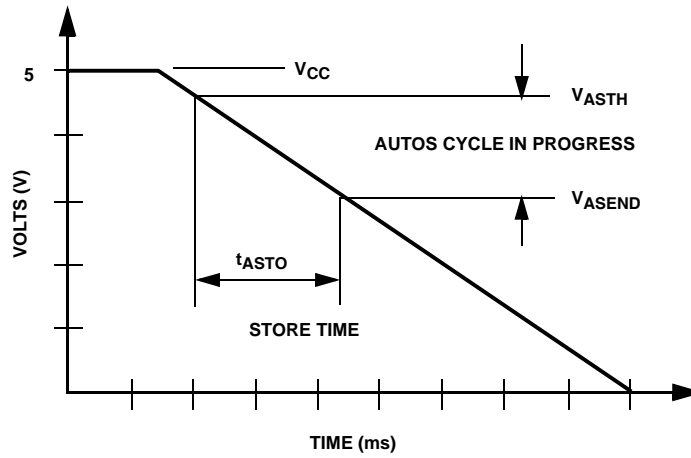 5
VCC
VASTH
AUTOS CYCLE IN PROGRESS
VOLTS (V)
VASEND
tASTO
STORE TIME
TIME (ms)